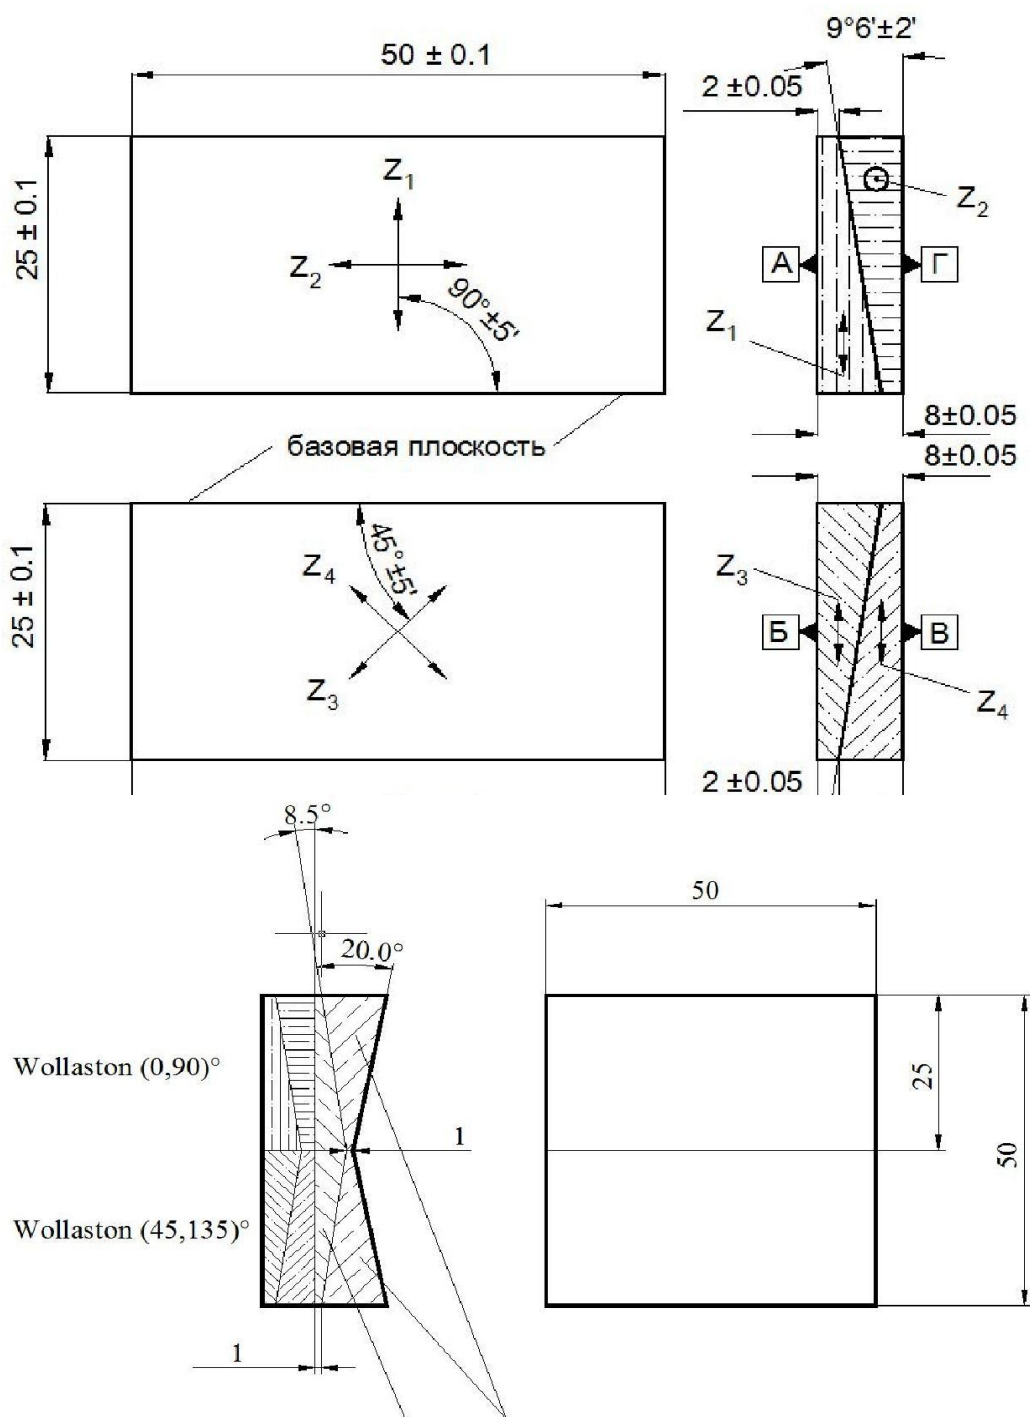 9°6'±2'
50 ± 0.1
2 ±0.05
25 ± 0.1
Z₁
Z₂
90°±5'
Z₂
А
Г
Z₁
8±0.05
базовая плоскость
8±0.05
25 ± 0.1
45°±5'
Z₄
Z₃
Z₃
Б
В
Z₄
2 ±0.05
8.5°
50
20.0°
Wollaston (0,90)°
25
1
50
Wollaston (45,135)°
1